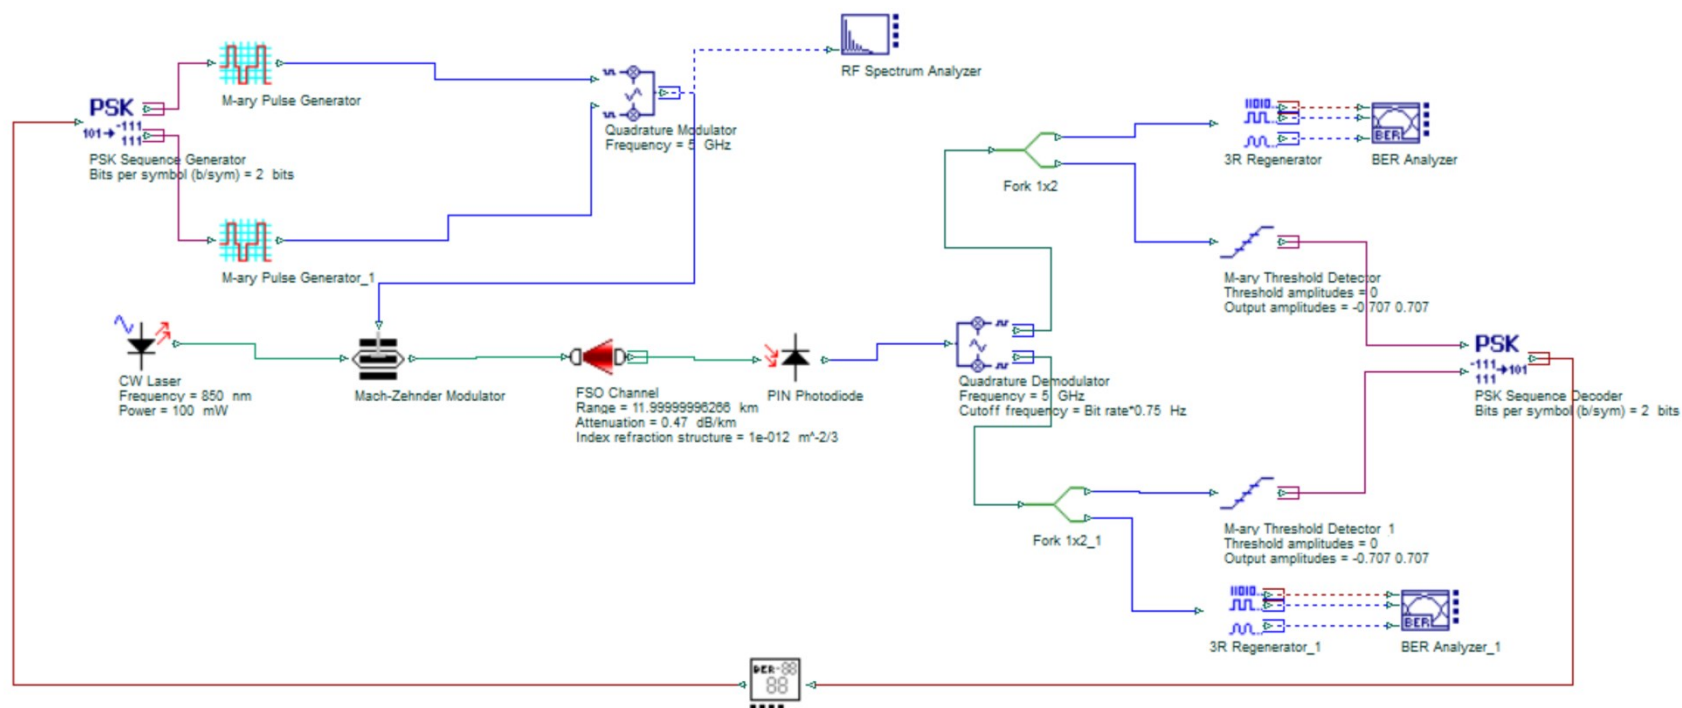 RF Spectrum Analyzer
M-ary Pulse Generator
PSK
101
-111
111
PSK Sequence Generator
Bits per symbol (b/sym) = 2 bits
Quadrature Modulator
Frequency = 5 GHz
11010
3R Regenerator
BER
BER Analyzer
Fork 1x2
M-ary Pulse Generator_1
M-ary Threshold Detector
Threshold amplitudes = 0
Output amplitudes = -0.707 0.707
CW Laser
Frequency = 850 nm
Power = 100 mW
Mach-Zehnder Modulator
FSO Channel
Range = 11.99999996266 km
Attenuation = 0.47 dB/km
Index refraction structure = 1e-012 m^-2/3
PIN Photodiode
Quadrature Demodulator
Frequency = 5 GHz
Cutoff frequency = Bit rate*0.75 Hz
PSK
-111
111
101
PSK Sequence Decoder
Bits per symbol (b/sym) = 2 bits
Fork 1x2_1
M-ary Threshold Detector_1
Threshold amplitudes = 0
Output amplitudes = -0.707 0.707
11010
3R Regenerator_1
BER
BER Analyzer_1
BER -88
88